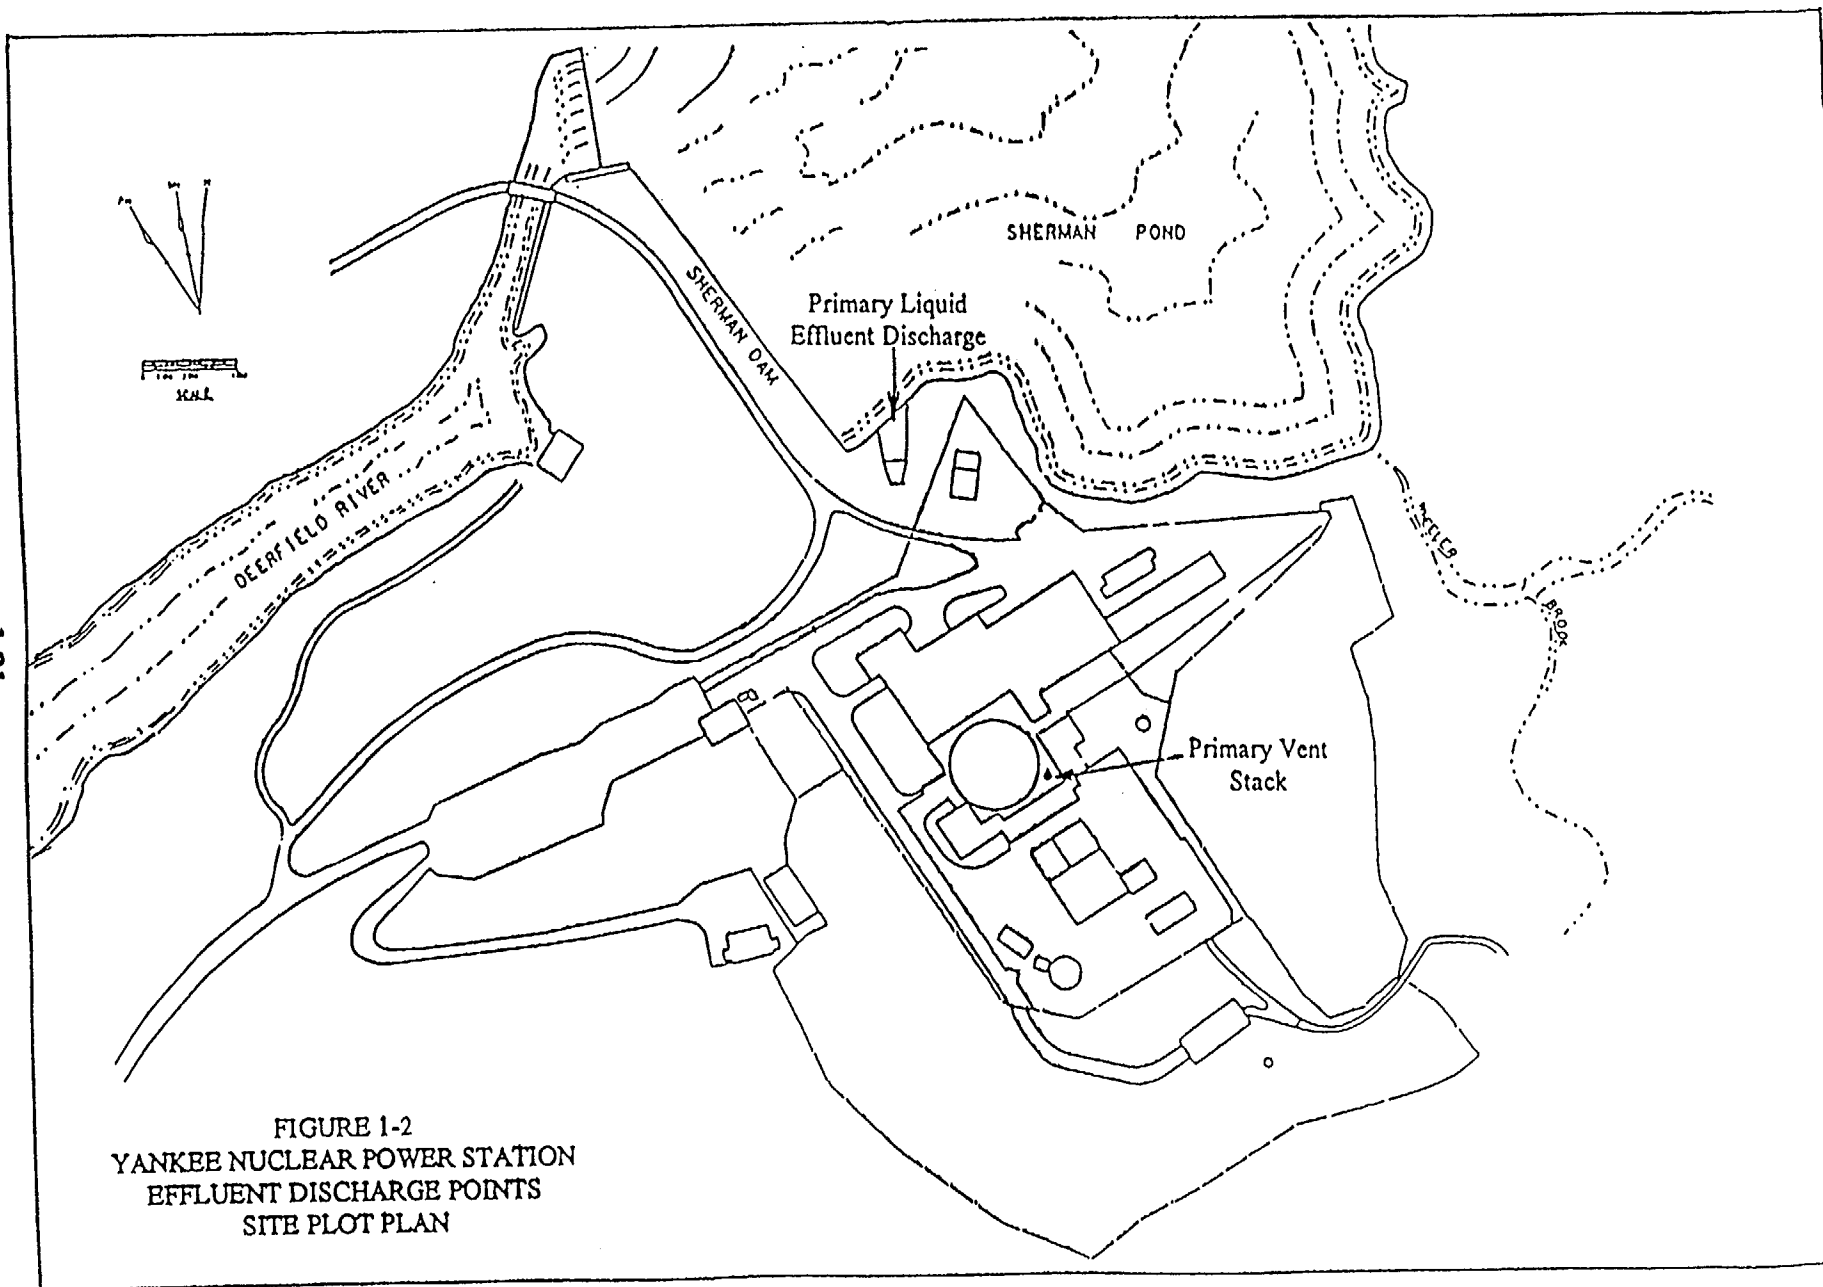 N
SHERMAN POND
SHERMAN DAM
Primary Liquid
Effluent Discharge
DEERFIELD RIVER
BROOK
Primary Vent
Stack
FIGURE 1-2
YANKEE NUCLEAR POWER STATION
EFFLUENT DISCHARGE POINTS
SITE PLOT PLAN